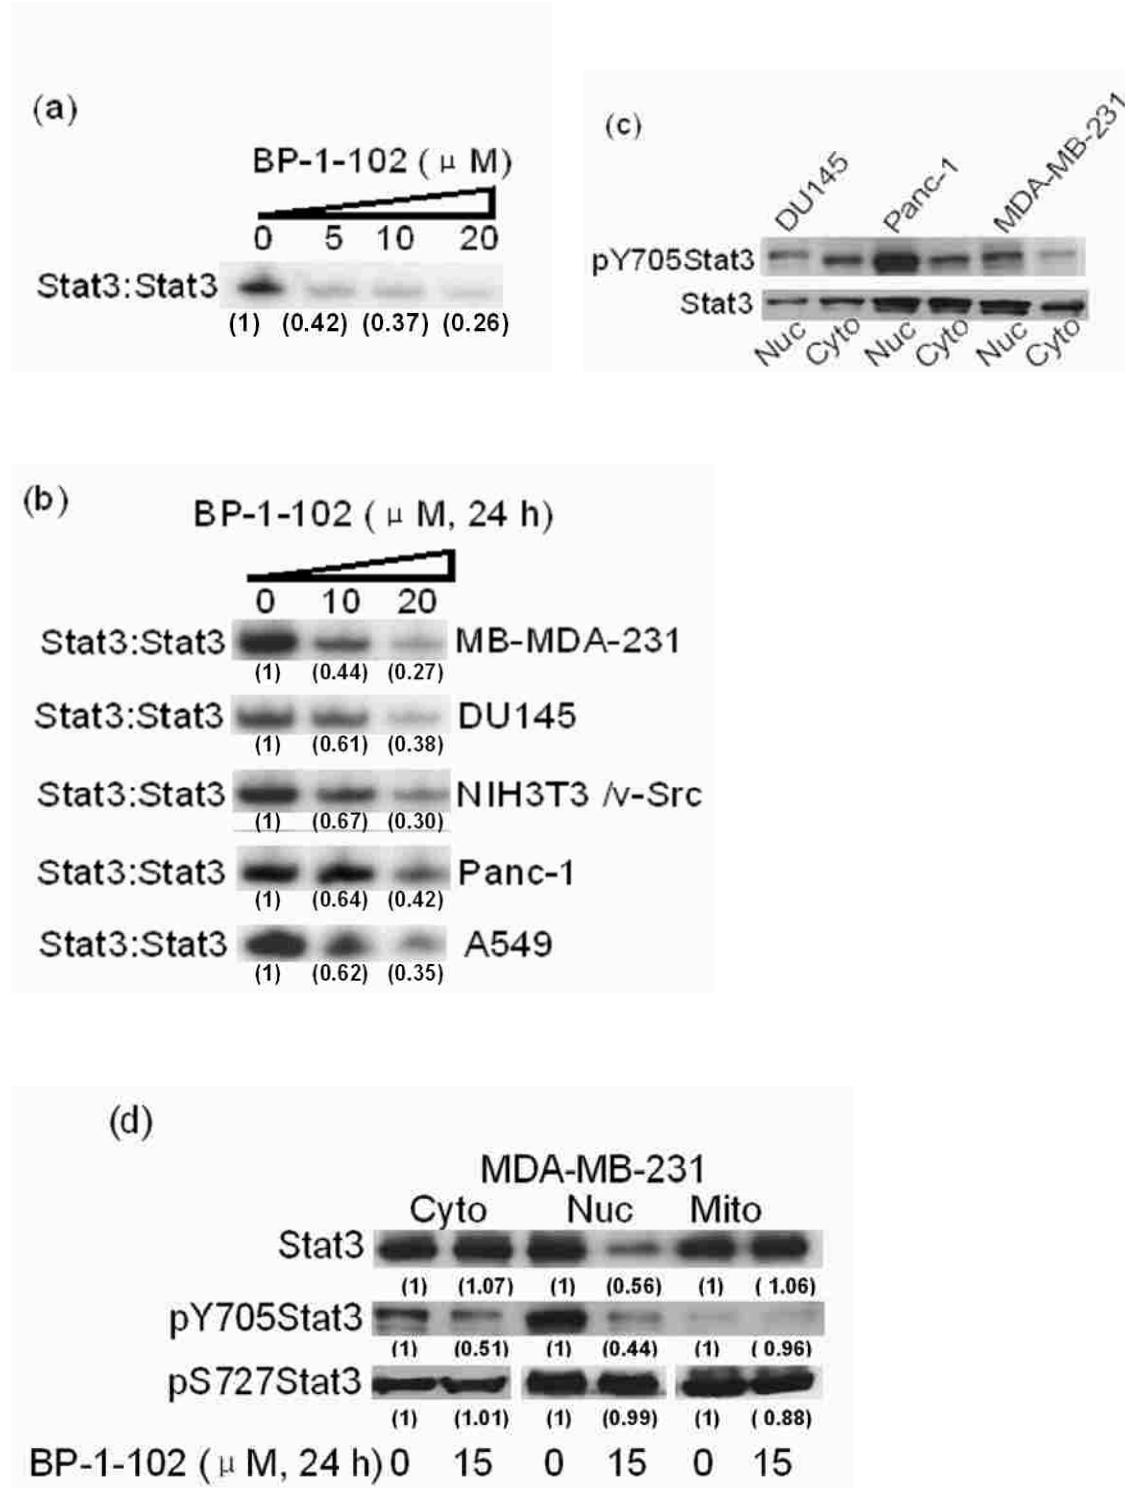 (a)
BP-1-102 ( μ M)
0 5 10 20
Stat3:Stat3
(1) (0.42) (0.37) (0.26)
(c)
DU145 Panc-1 MDA-MB-231
pY705Stat3
Stat3
Nuc Cyto Nuc Cyto Nuc Cyto
(b)
BP-1-102 ( μ M, 24 h)
0 10 20
Stat3:Stat3 MB-MDA-231
(1) (0.44) (0.27)
Stat3:Stat3 DU145
(1) (0.61) (0.38)
Stat3:Stat3 NIH3T3 /v-Src
(1) (0.67) (0.30)
Stat3:Stat3 Panc-1
(1) (0.64) (0.42)
Stat3:Stat3 A549
(1) (0.62) (0.35)
(d)
MDA-MB-231
Cyto Nuc Mito
Stat3
(1) (1.07) (1) (0.56) (1) ( 1.06)
pY705Stat3
(1) (0.51) (1) (0.44) (1) ( 0.96)
pS727Stat3
(1) (1.01) (1) (0.99) (1) ( 0.88)
BP-1-102 ( μ M, 24 h) 0 15 0 15 0 15